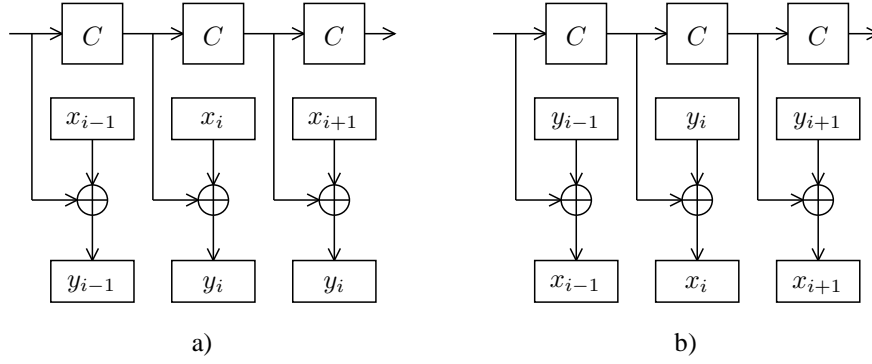 C C C C C C
x_{i-1} x_i x_{i+1} y_{i-1} y_i y_{i+1}
y_{i-1} y_i y_i x_{i-1} x_i x_{i+1}
a) b)